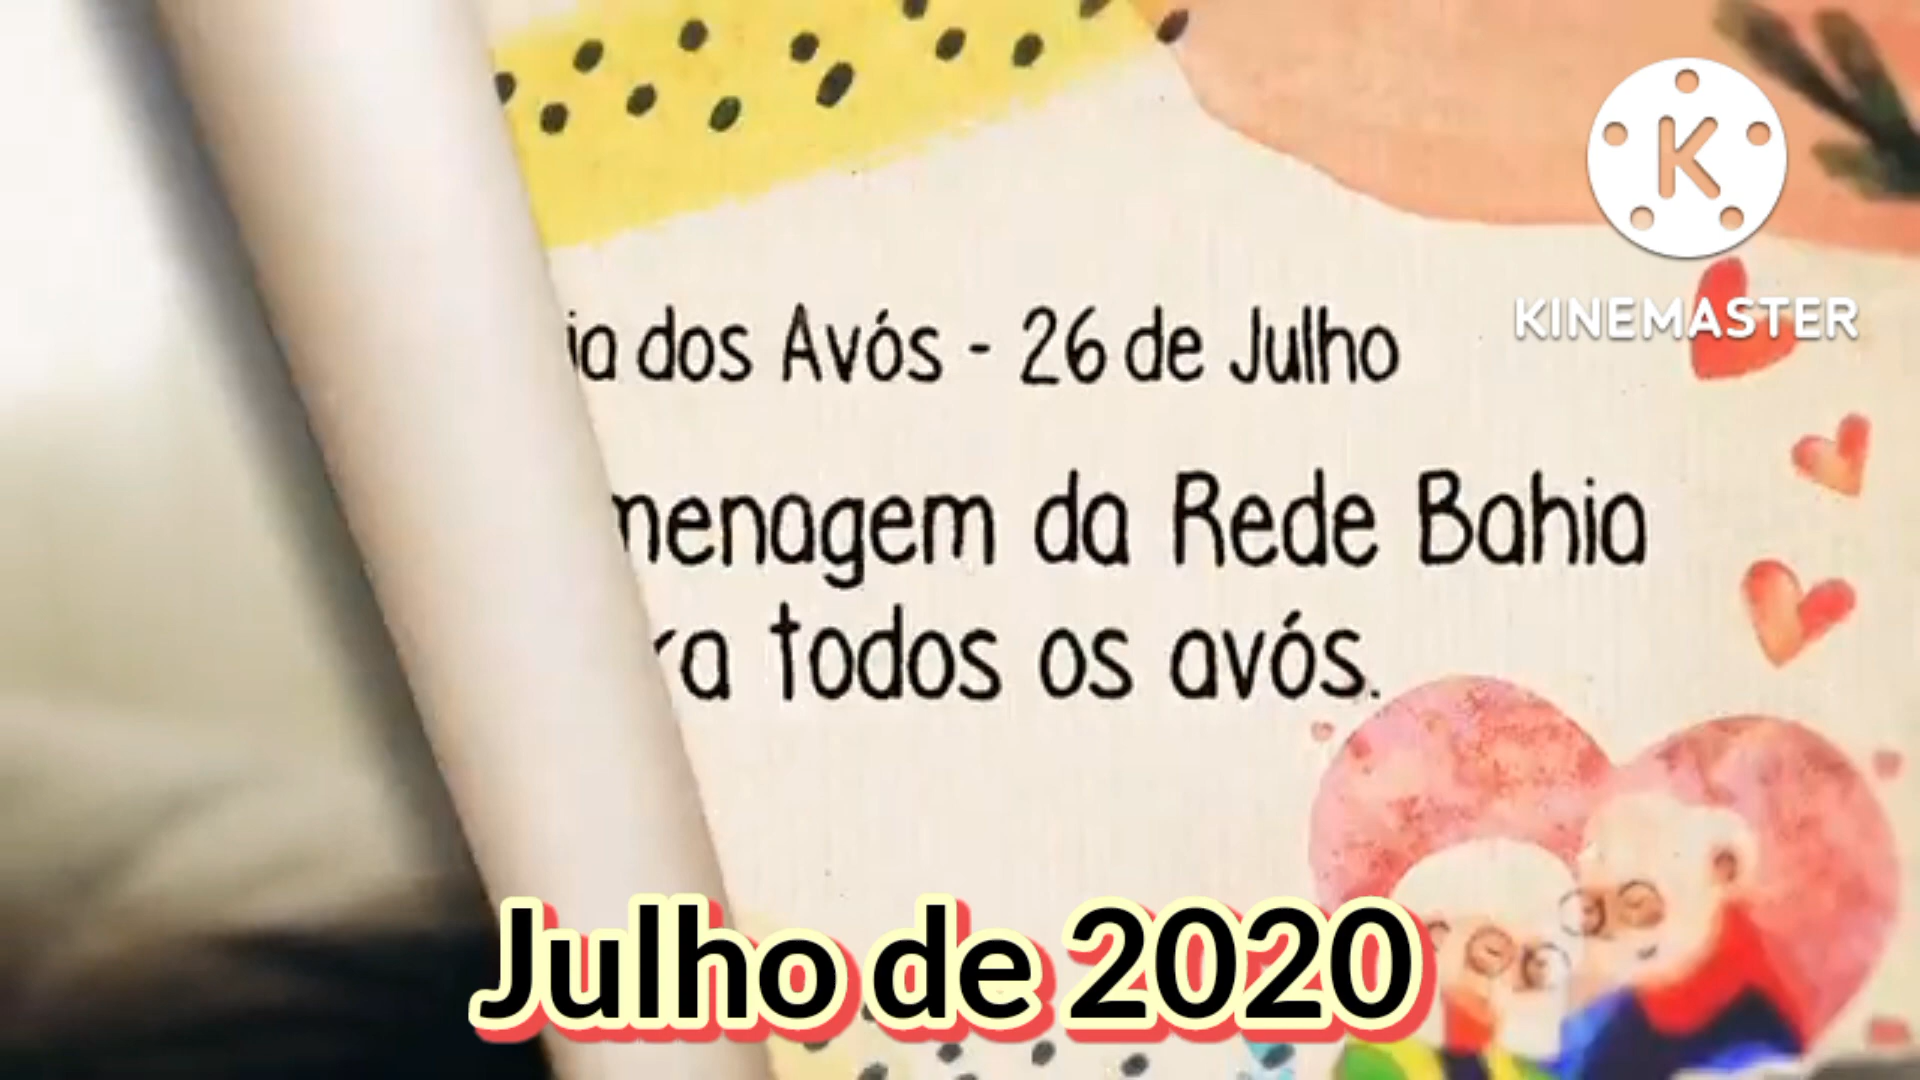 K
KINEMASTER
ia dos Avós - 26 de Julho
menagem da Rede Bahia
ra todos os avós.
Julho de 2020